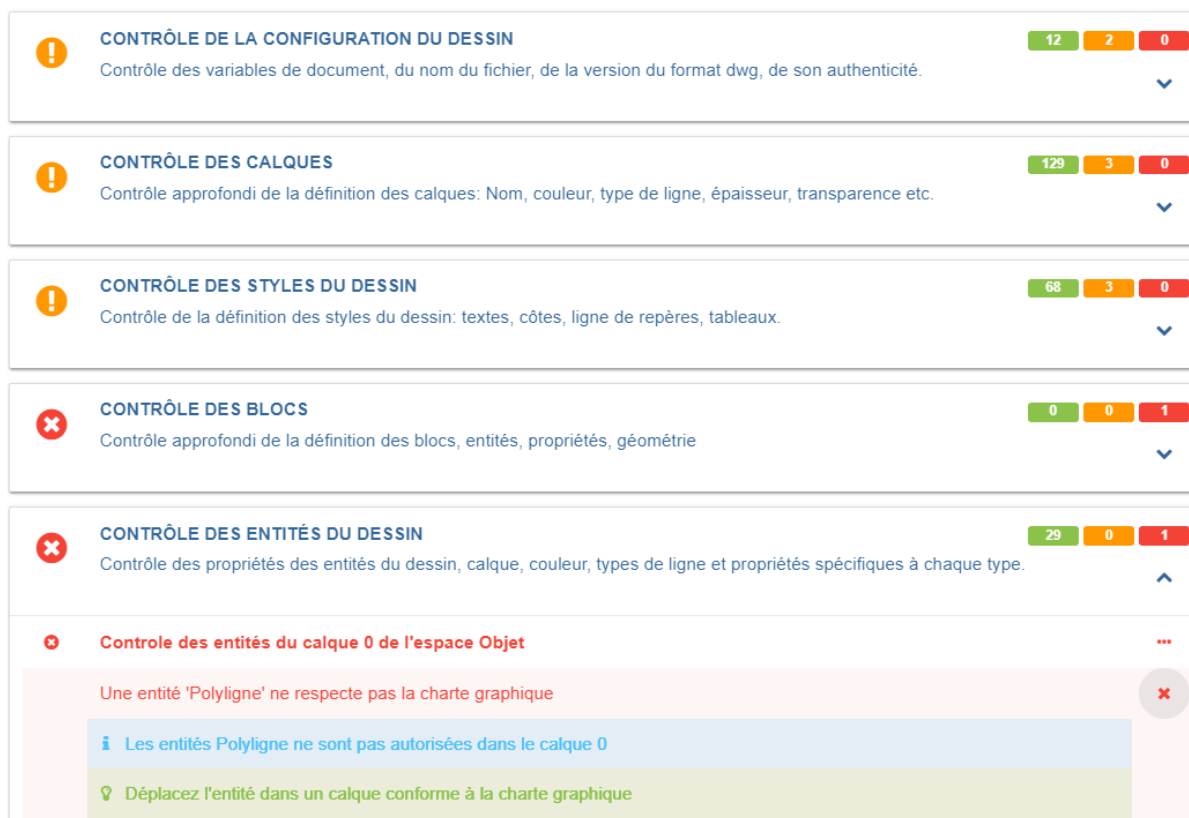 CONTRÔLE DE LA CONFIGURATION DU DESSIN 12 2 0
Contrôle des variables de document, du nom du fichier, de la version du format dwg, de son authenticité.
CONTRÔLE DES CALQUES 129 3 0
Contrôle approfondi de la définition des calques: Nom, couleur, type de ligne, épaisseur, transparence etc.
CONTRÔLE DES STYLES DU DESSIN 68 3 0
Contrôle de la définition des styles du dessin: textes, côtes, ligne de repères, tableaux.
CONTRÔLE DES BLOCS 0 0 1
Contrôle approfondi de la définition des blocs, entités, propriétés, géométrie
CONTRÔLE DES ENTITÉS DU DESSIN 29 0 1
Contrôle des propriétés des entités du dessin, calque, couleur, types de ligne et propriétés spécifiques à chaque type.
Controle des entités du calque 0 de l'espace Objet
Une entité 'Polyligne' ne respecte pas la charte graphique
Les entités Polyligne ne sont pas autorisées dans le calque 0
Déplacez l'entité dans un calque conforme à la charte graphique